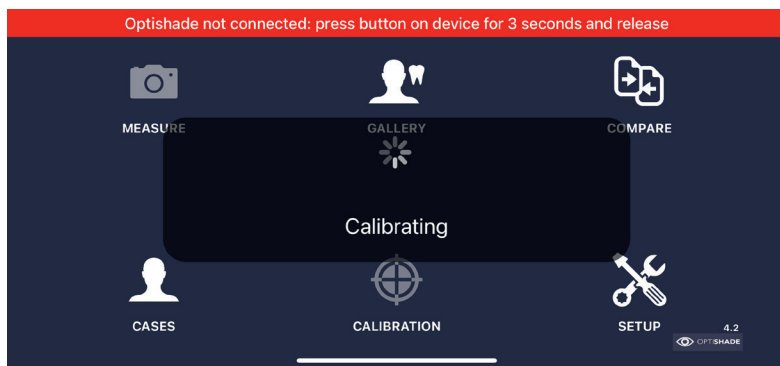 Optishade not connected: press button on device for 3 seconds and release
MEASURE
GALLERY
COMPARE
Calibrating
CASES
CALIBRATION
SETUP
4.2
OPTISHADE